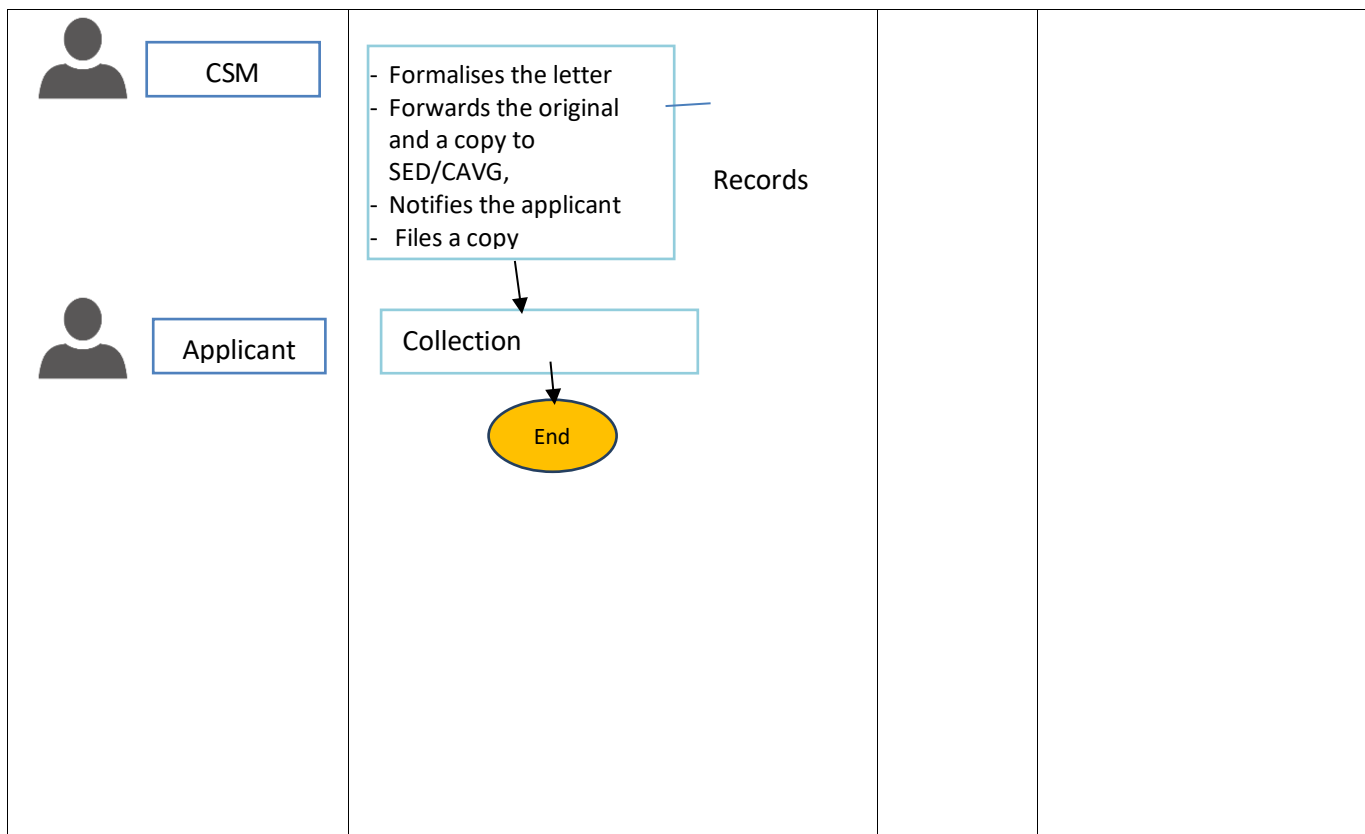 CSM
- Formalises the letter
- Forwards the original
and a copy to
SED/CAVG,
- Notifies the applicant
- Files a copy
Records
Applicant
Collection
End